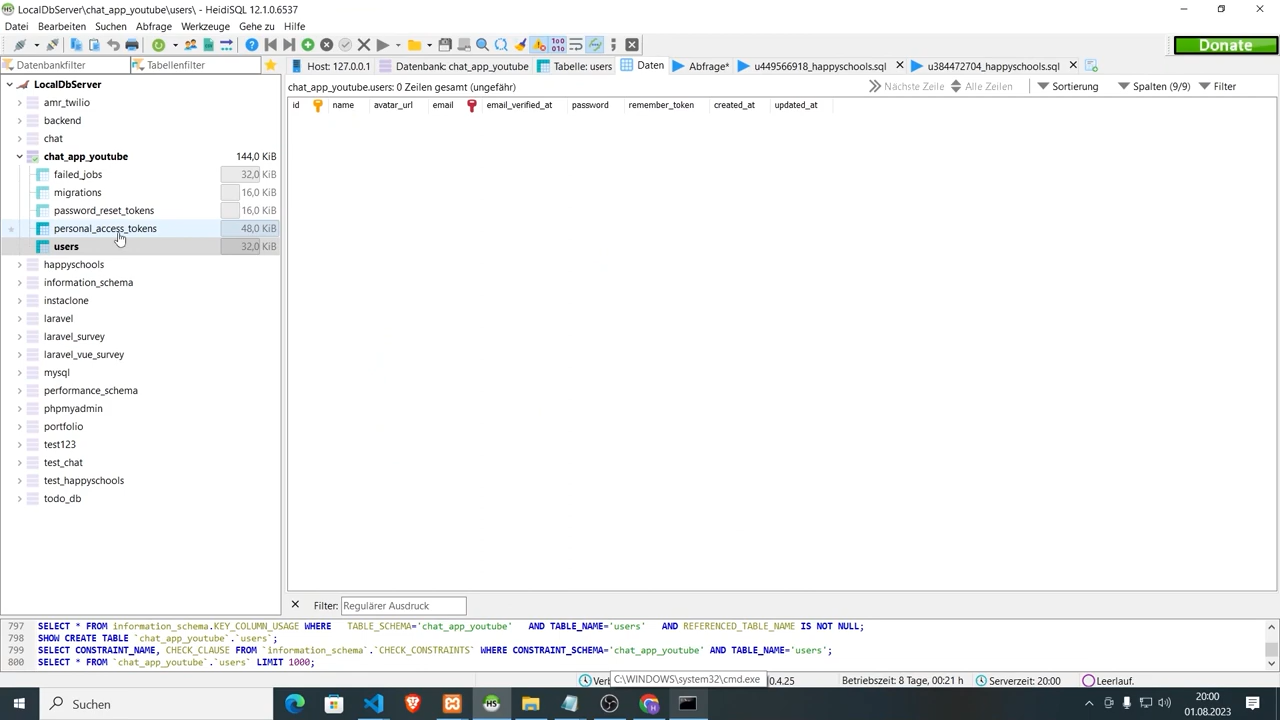 LocalDbServer\chat_app_youtube\users\ - HeidiSQL 12.1.0.6537
Datei Bearbeiten Suchen Abfrage Werkzeuge Gehe zu Hilfe
Donate
Datenbankfilter Tabellenfilter
Host: 127.0.0.1 Datenbank: chat_app_youtube Tabelle: users Daten Abfrage* u449566918_happyschools.sql u384472704_happyschools.sql
chat_app_youtube.users: 0 Zeilen gesamt (ungefähr) Nächste Zeile Alle Zeilen Sortierung Spalten (9/9) Filter
id name avatar_url email email_verified_at password remember_token created_at updated_at
LocalDbServer
amr_twilio
backend
chat
chat_app_youtube 144,0 KiB
failed_jobs 32,0 KiB
migrations 16,0 KiB
password_reset_tokens 16,0 KiB
personal_access_tokens 48,0 KiB
users 32,0 KiB
happyschools
information_schema
instaclone
laravel
laravel_survey
laravel_vue_survey
mysql
performance_schema
phpmyadmin
portfolio
test123
test_chat
test_happyschools
todo_db
Filter: Regulärer Ausdruck
797 SELECT * FROM information_schema.KEY_COLUMN_USAGE WHERE TABLE_SCHEMA='chat_app_youtube' AND TABLE_NAME='users' AND REFERENCED_TABLE_NAME IS NOT NULL;
798 SHOW CREATE TABLE `chat_app_youtube`.`users`;
799 SELECT CONSTRAINT_NAME, CHECK_CLAUSE FROM `information_schema`.`CHECK_CONSTRAINTS` WHERE CONSTRAINT_SCHEMA='chat_app_youtube' AND TABLE_NAME='users';
800 SELECT * FROM `chat_app_youtube`.`users` LIMIT 1000;
C:\WINDOWS\system32\cmd.exe
Betriebszeit: 8 Tage, 00:21 h Serverzeit: 20:00 Leerlauf.
Suchen
20:00
01.08.2023